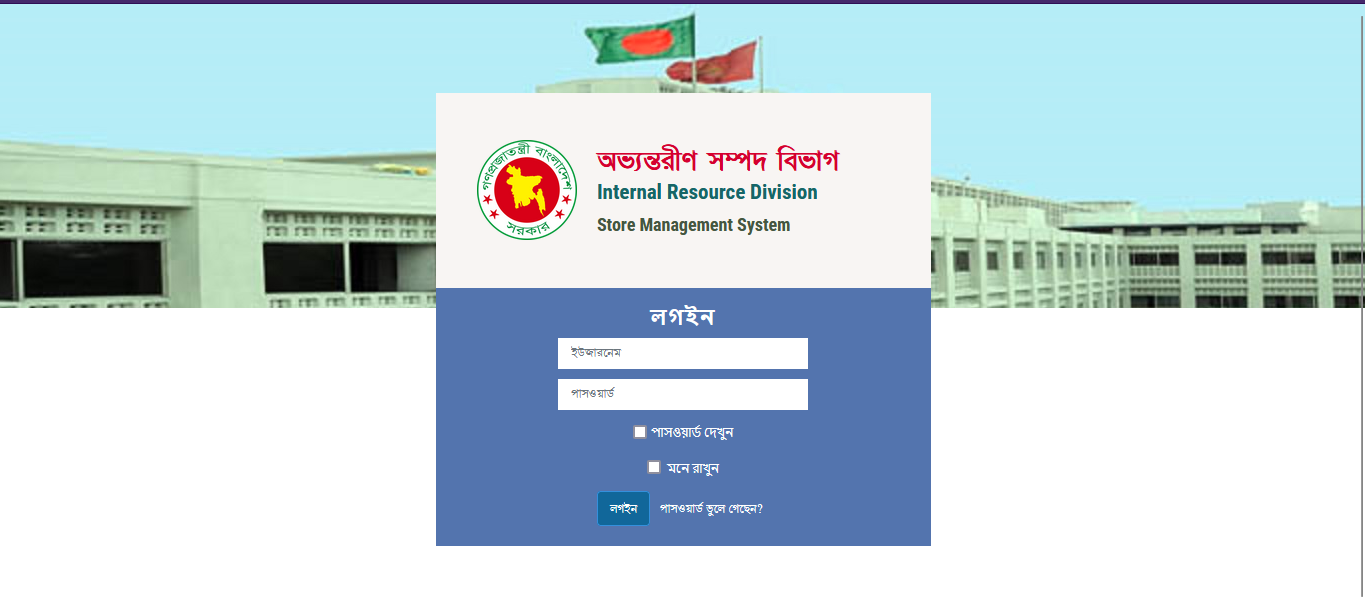 গণপ্রজাতন্ত্রী বাংলাদেশ
সরকার
অভ্যন্তরীণ সম্পদ বিভাগ
Internal Resource Division
Store Management System
লগইন
ইউজারনেম
পাসওয়ার্ড
পাসওয়ার্ড দেখুন
মনে রাখুন
লগইন পাসওয়ার্ড ভুলে গেছেন?